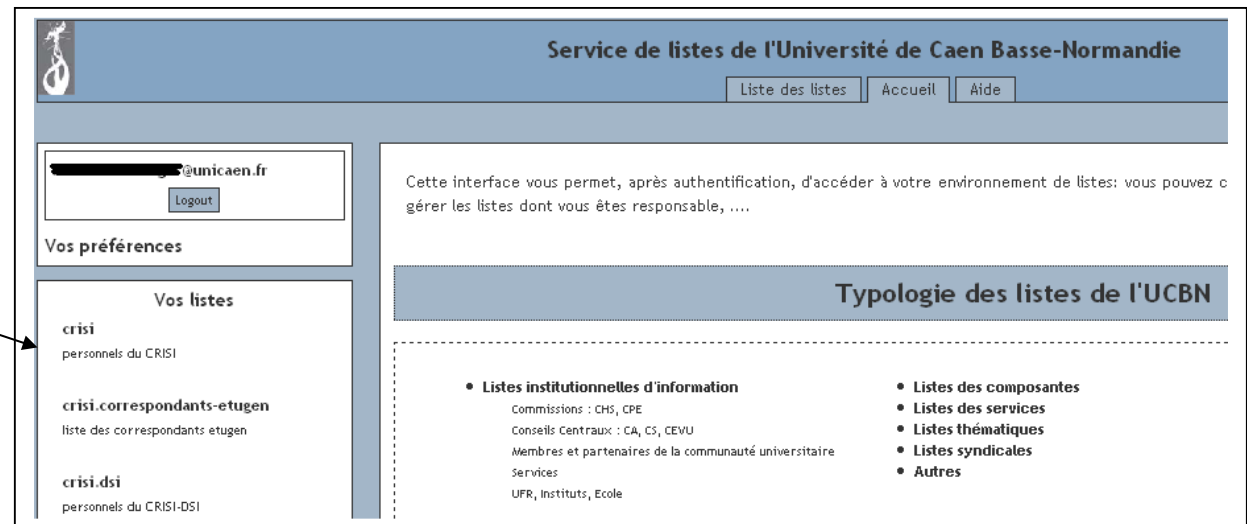 Service de listes de l'Université de Caen Basse-Normandie
Liste des listes
Accueil
Aide
@unicaen.fr
Logout
Vos préférences
Vos listes
crisi
personnels du CRISI
crisi.correspondants-etugen
liste des correspondants etugen
crisi.dsi
personnels du CRISI-DSI
Cette interface vous permet, après authentification, d'accéder à votre environnement de listes: vous pouvez c
gérer les listes dont vous êtes responsable, ....
Typologie des listes de l'UCBN
• Listes institutionnelles d'information
Commissions : CHS, CPE
Conseils Centraux : CA, CS, CEVU
Membres et partenaires de la communauté universitaire
Services
UFR, Instituts, Ecole
• Listes des composantes
• Listes des services
• Listes thématiques
• Listes syndicales
• Autres